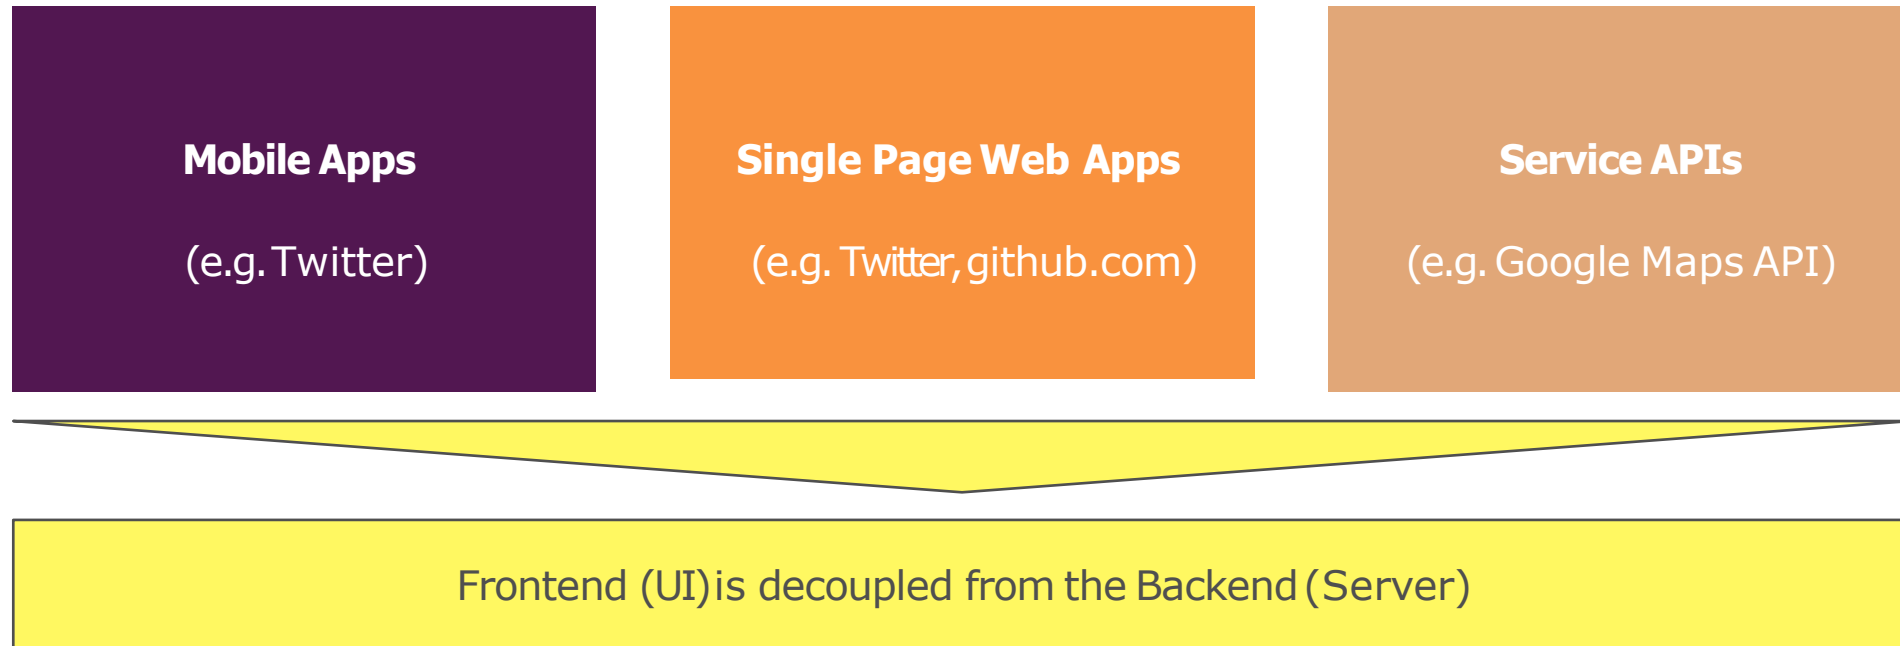 Mobile Apps
(e.g. Twitter)
Single Page Web Apps
(e.g. Twitter, github.com)
Service APIs
(e.g. Google Maps API)
Frontend (UI) is decoupled from the Backend (Server)